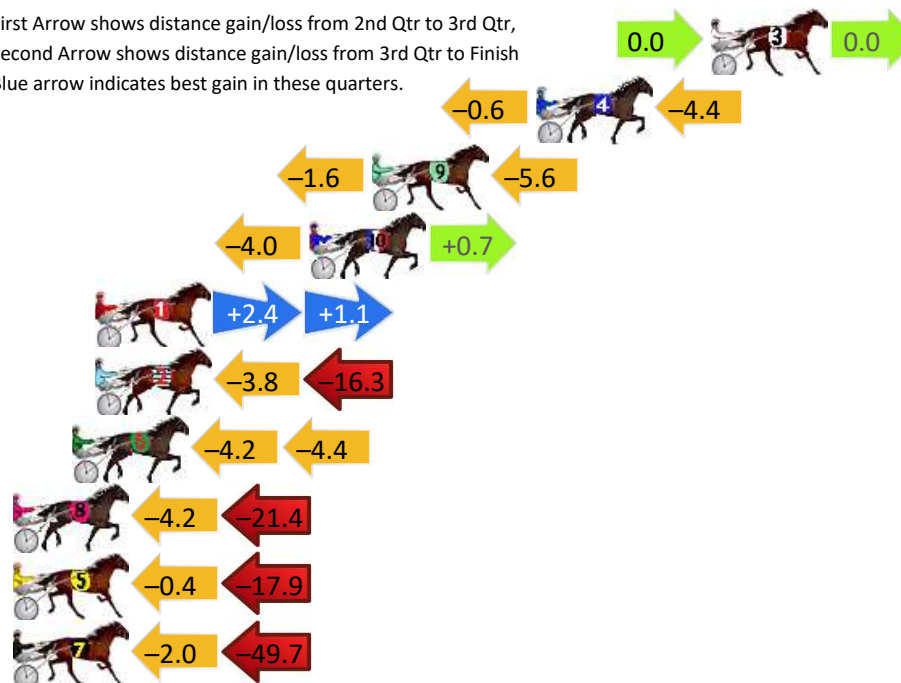 irst Arrow shows distance gain/loss from 2nd Qtr to 3rd Qtr,
econd Arrow shows distance gain/loss from 3rd Qtr to Finish
lue arrow indicates best gain in these quarters.
0.0 3 0.0
–0.6 4 –4.4
–1.6 9 –5.6
–4.0 10 +0.7
1 +2.4 +1.1
2 –3.8 –16.3
6 –4.2 –4.4
8 –4.2 –21.4
5 –0.4 –17.9
7 –2.0 –49.7